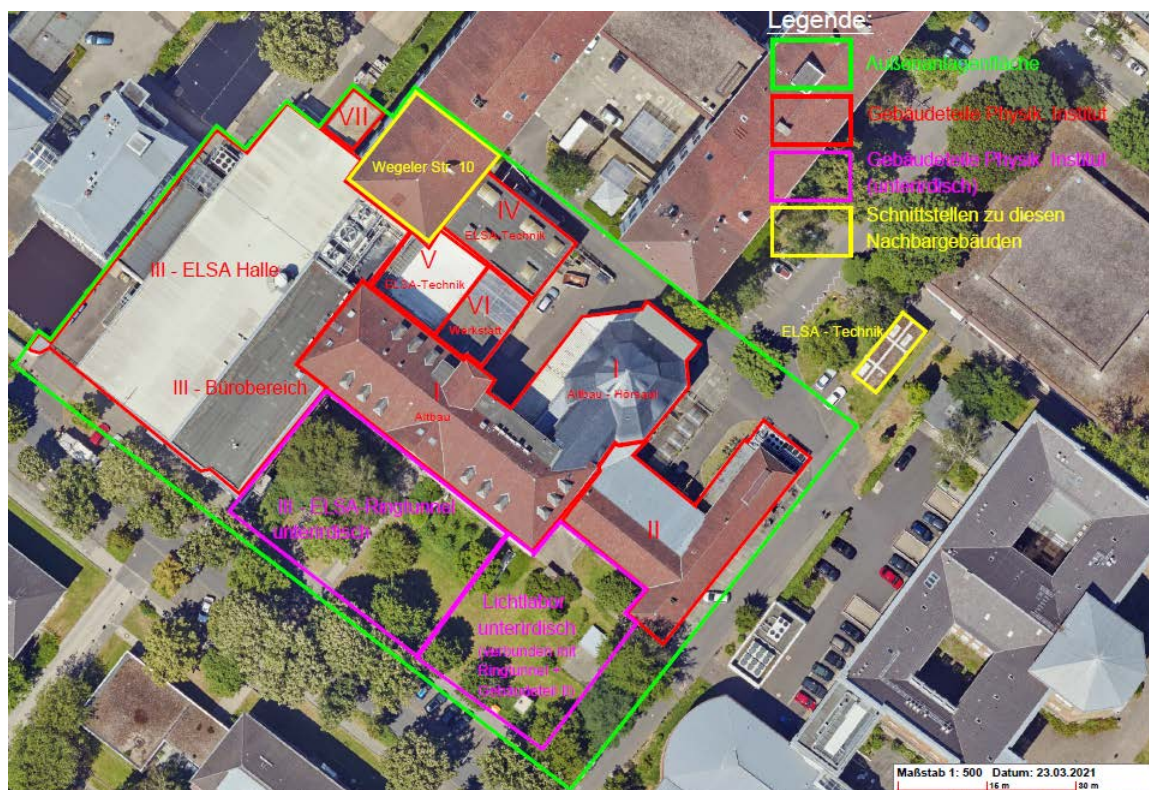 Legende:
Außenanlagenfläche
Gebäudeteile Physik. Institut
Gebäudeteile Physik. Institut
(unterirdisch)
Schnittstellen zu diesen
Nachbargebäuden
VII
Wegeler Str. 10
IV
ELSA-Technik
V
ELSA-Technik
III - ELSA Halle
VI
Werkstatt
ELSA - Technik
III - Bürobereich
I
Altbau
I
Altbau - Hörsaal
III - ELSA-Ringtunnel
unterirdisch
II
Lichtlabor
unterirdisch
(verbunden mit
Ringtunnel +
Gebäudeteil II)
Maßstab 1: 500 Datum: 23.03.2021
15 m
30 m